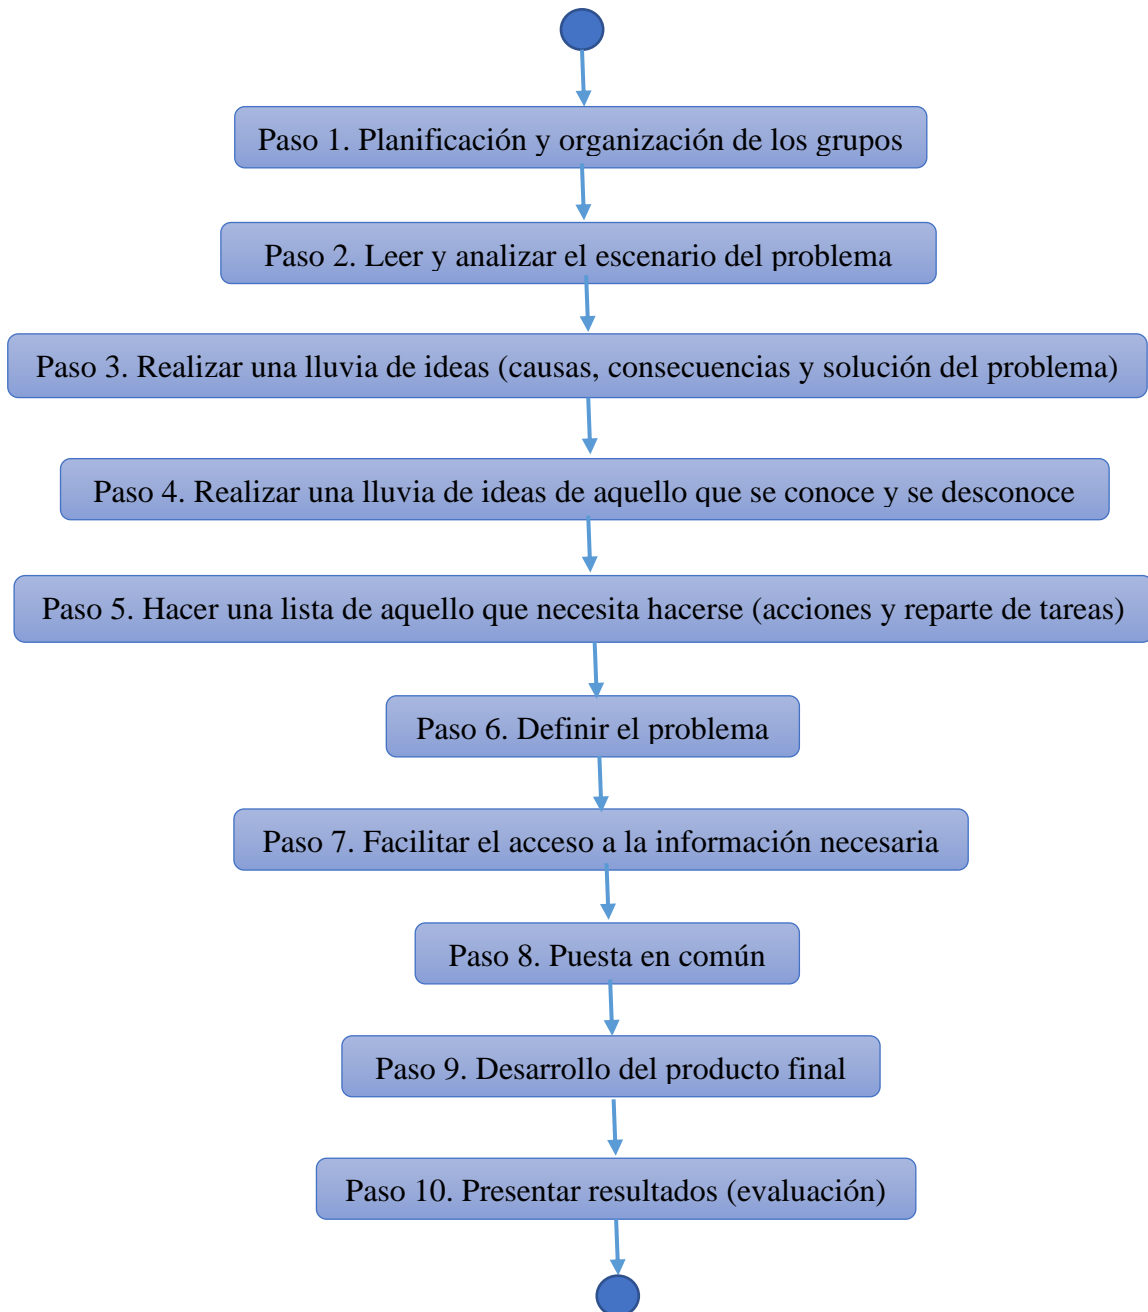 Paso 1. Planificación y organización de los grupos
Paso 2. Leer y analizar el escenario del problema
Paso 3. Realizar una lluvia de ideas (causas, consecuencias y solución del problema)
Paso 4. Realizar una lluvia de ideas de aquello que se conoce y se desconoce
Paso 5. Hacer una lista de aquello que necesita hacerse (acciones y reparte de tareas)
Paso 6. Definir el problema
Paso 7. Facilitar el acceso a la información necesaria
Paso 8. Puesta en común
Paso 9. Desarrollo del producto final
Paso 10. Presentar resultados (evaluación)